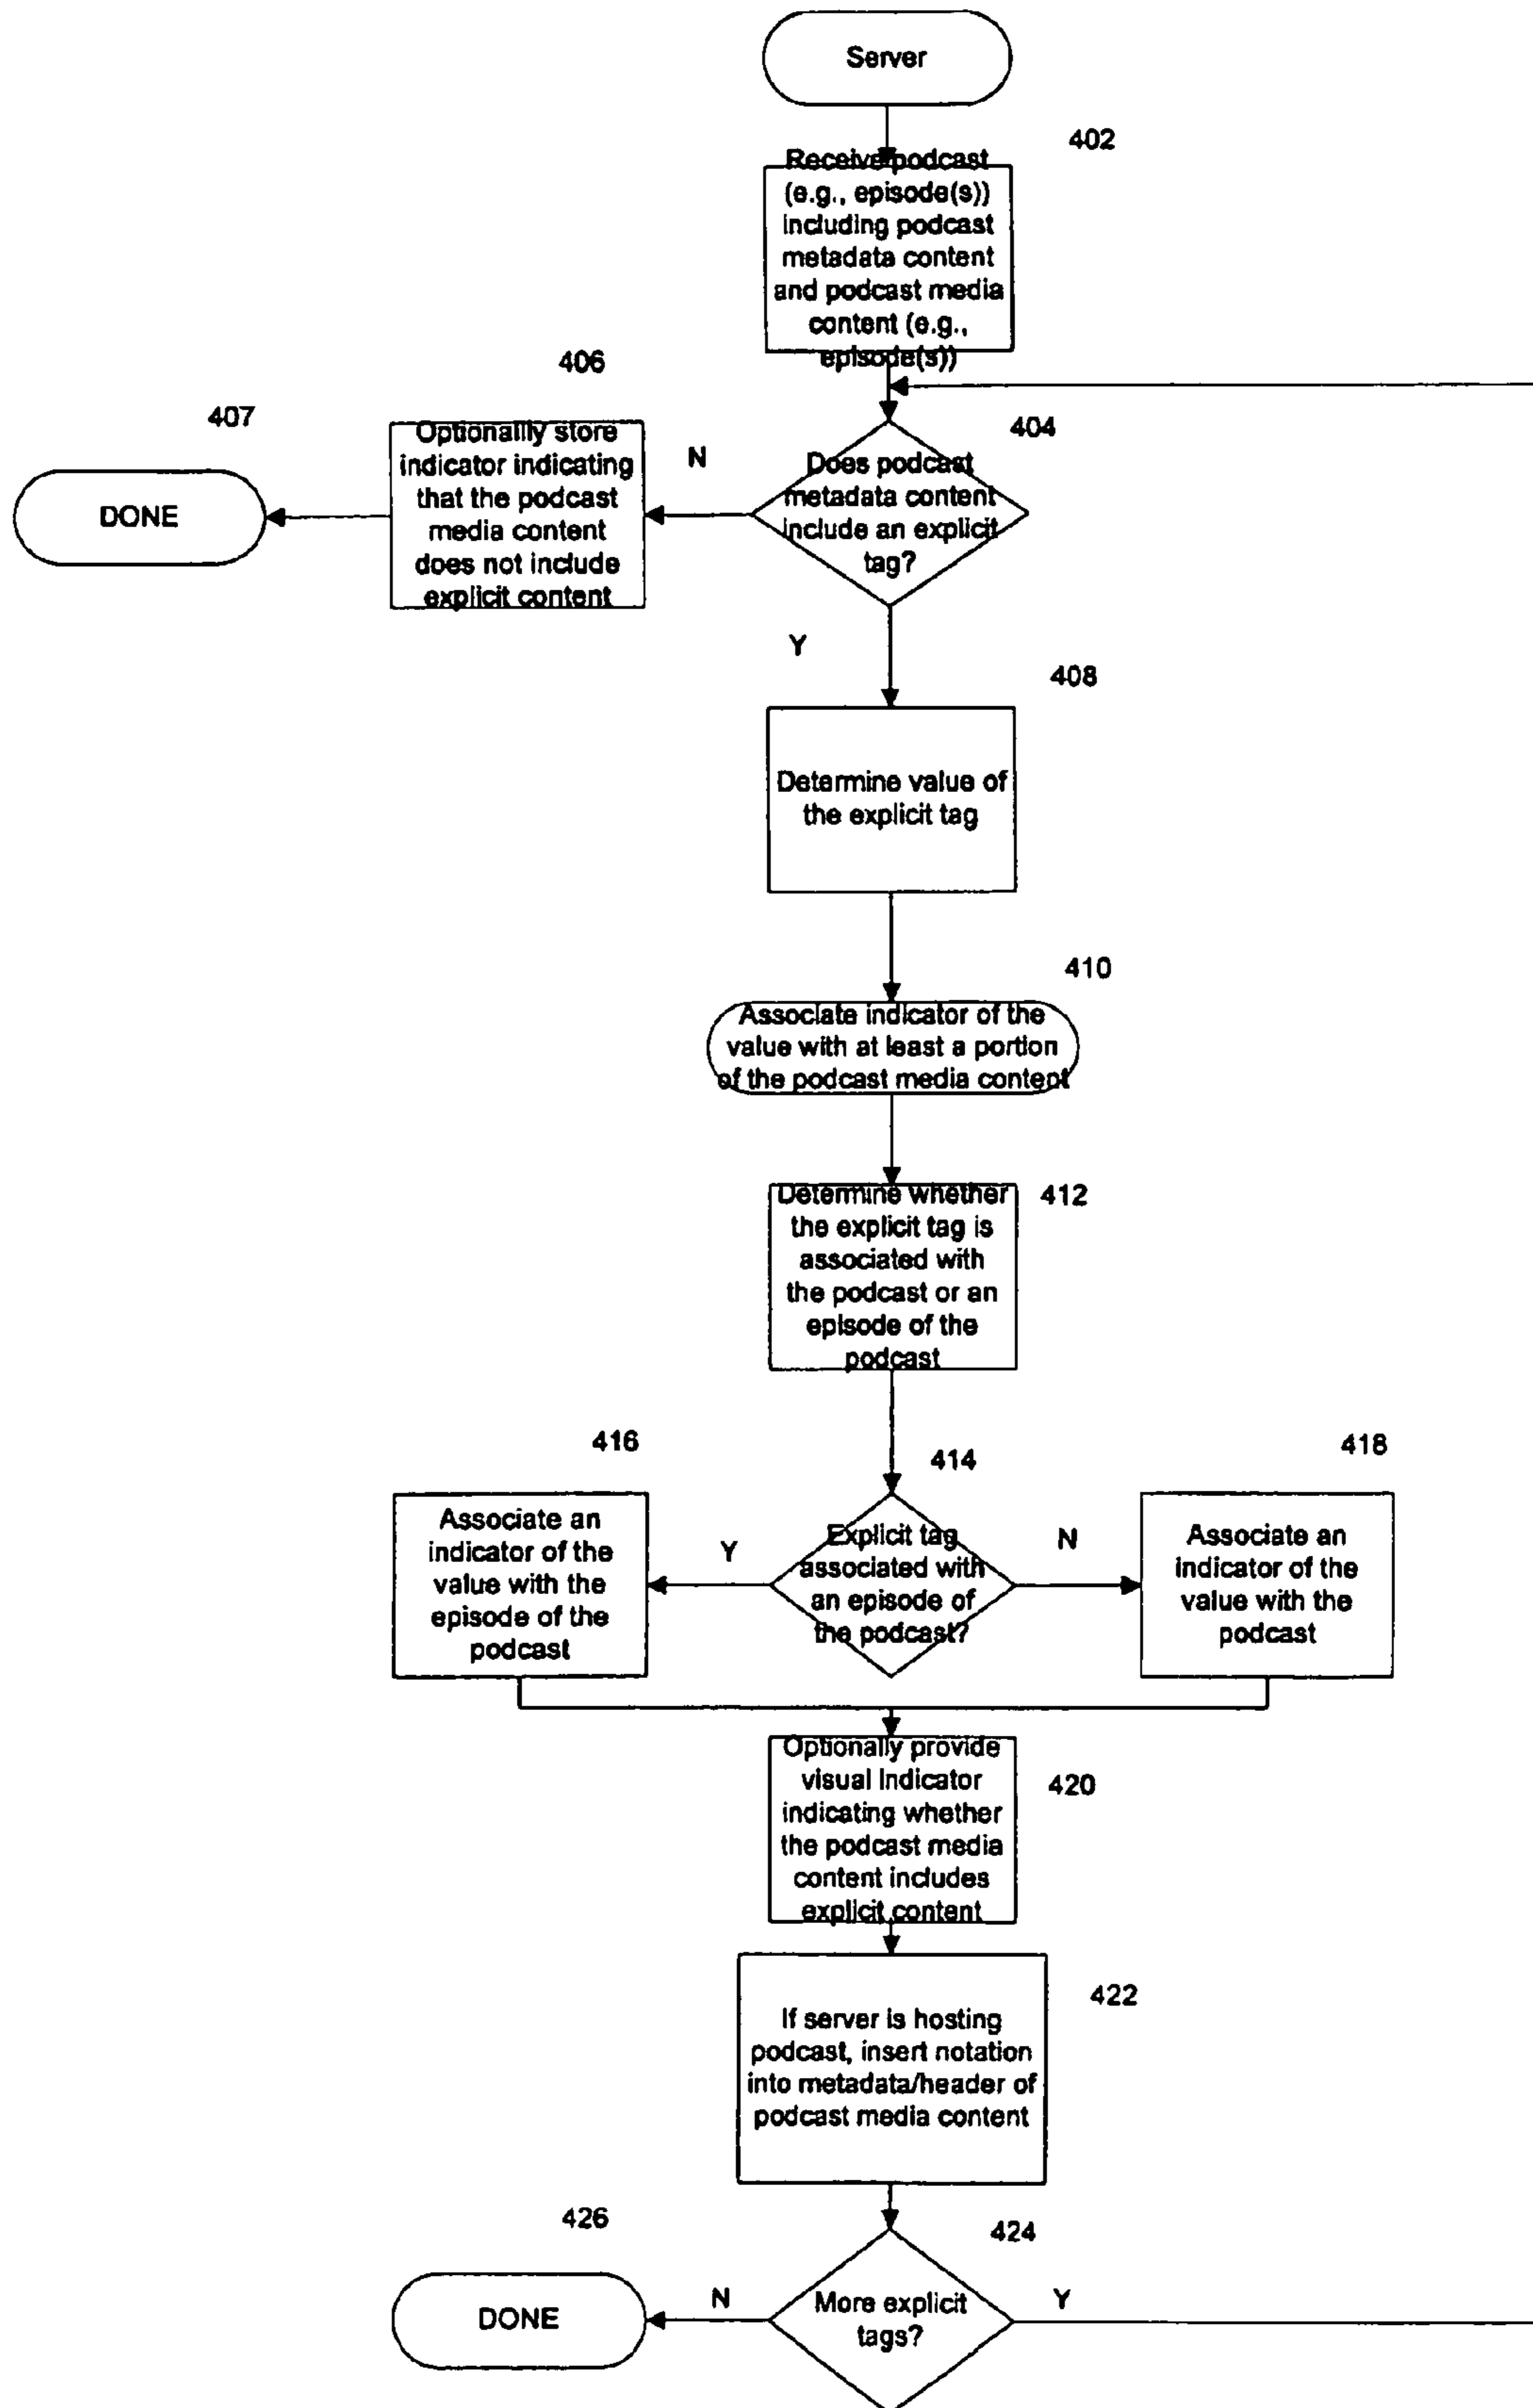 Server
402
Receive podcast
(e.g., episode(s))
including podcast
metadata content
and podcast media
content (e.g.,
episode(s))
406
407
Optionallly store
indicator indicating
that the podcast
media content
does not include
explicit content
DONE
N
404
Does podcast
metadata content
include an explicit
tag?
Y
408
Determine value of
the explicit tag
410
Associate indicator of the
value with at least a portion
of the podcast media content
412
Determine whether
the explicit tag is
associated with
the podcast or an
episode of the
podcast
416
414
418
Associate an
indicator of the
value with the
episode of the
podcast
Y
Explicit tag
associated with
an episode of
the podcast?
N
Associate an
indicator of the
value with the
podcast
420
Optionally provide
visual indicator
indicating whether
the podcast media
content includes
explicit content
422
If server is hosting
podcast, insert notation
into metadata/header of
podcast media content
426
424
DONE
N
More explicit
tags?
Y